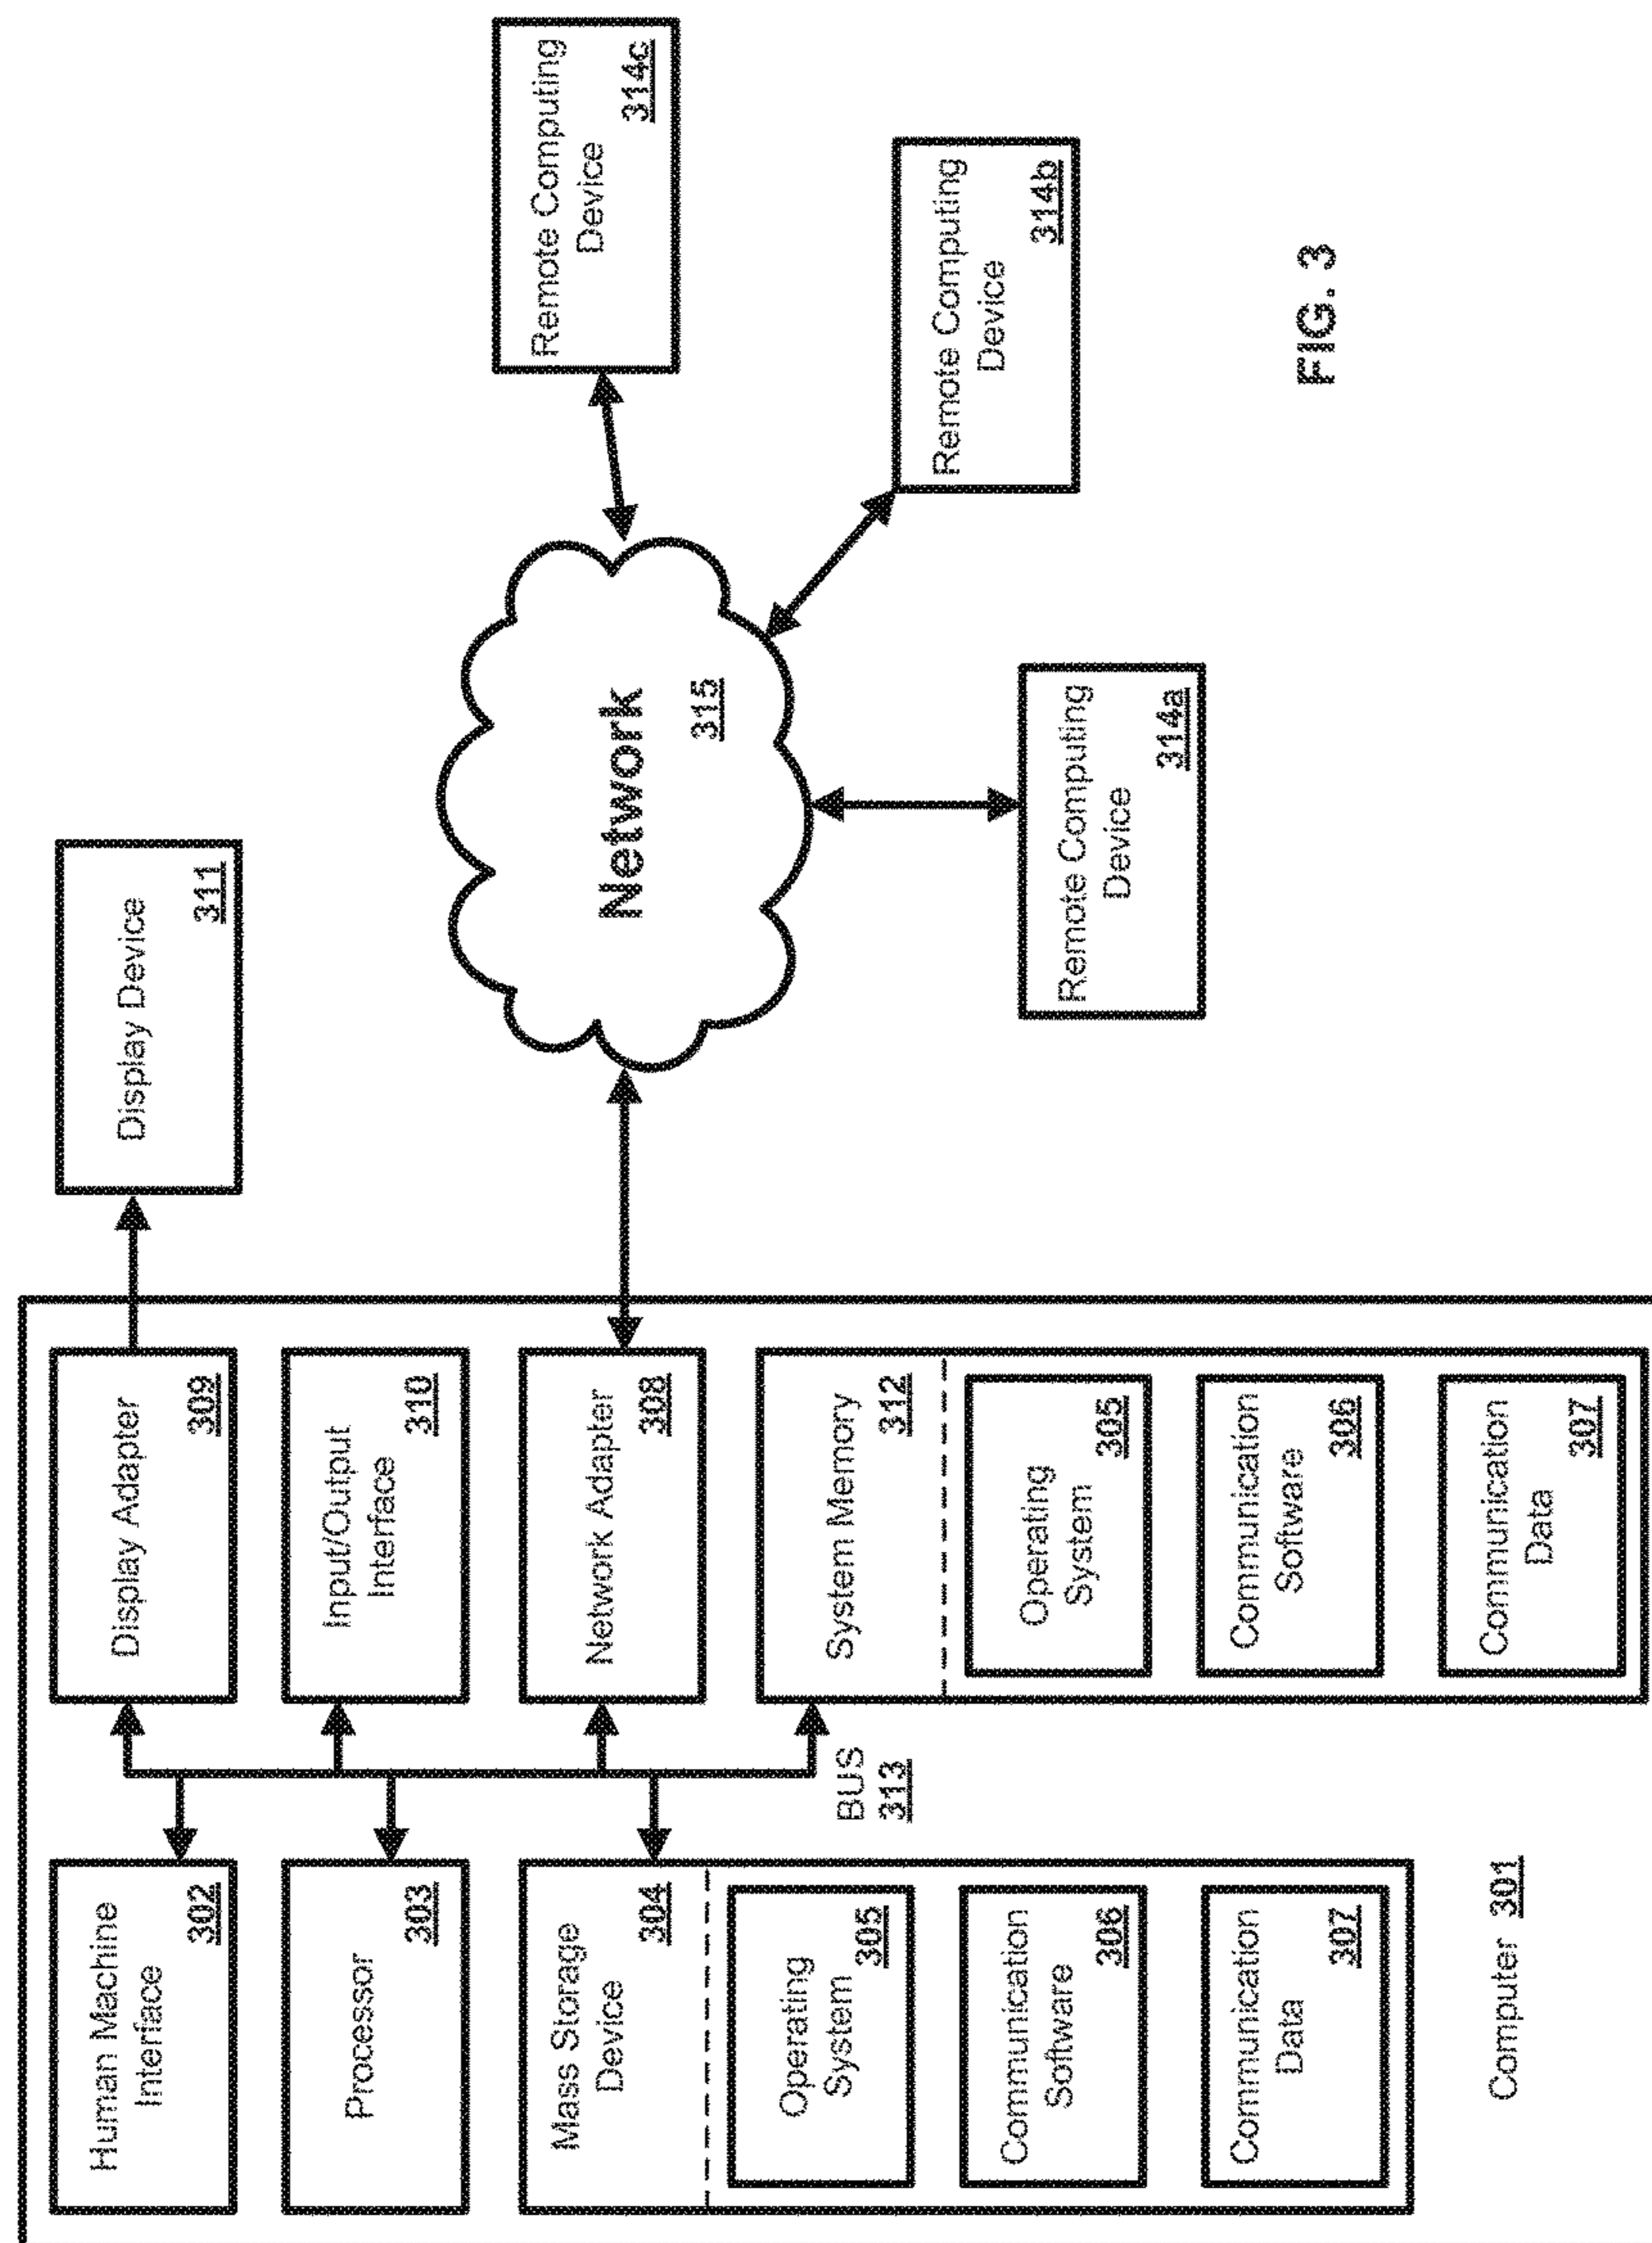 Human Machine
Interface
302
Processor
303
Mass Storage
Device
304
Operating
System
305
Communication
Software
306
Communication
Data
307
Computer 301
BUS
313
Display Adapter
309
Input/Output
Interface
310
Network Adapter
308
System Memory
312
Operating
System
305
Communication
Software
306
Communication
Data
307
Display Device
311
Network
315
Remote Computing
Device
314a
Remote Computing
Device
314b
Remote Computing
Device
314c
FIG. 3